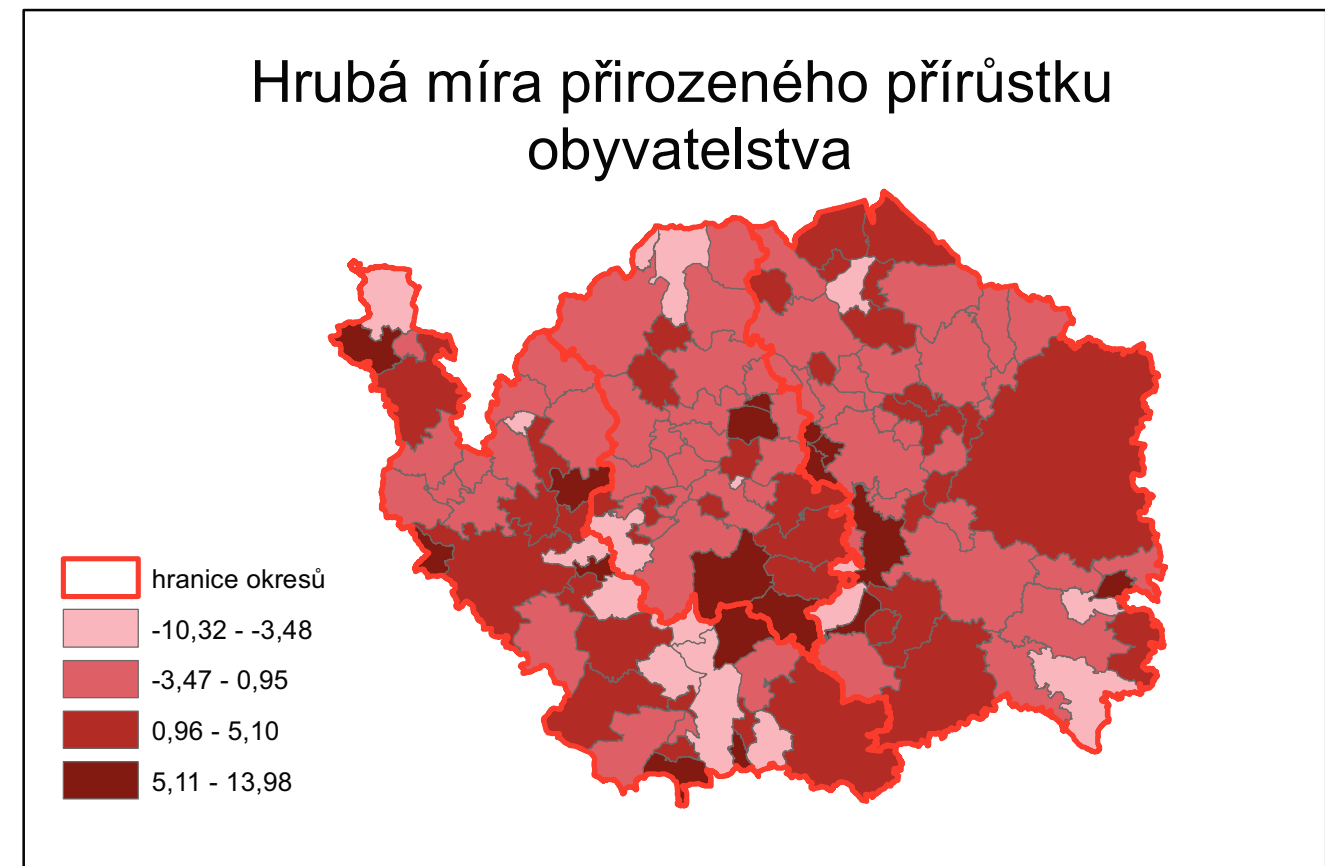 Hrubá míra přirozeného přírůstku
obyvatelstva
hranice okresů
-10,32 - -3,48
-3,47 - 0,95
0,96 - 5,10
5,11 - 13,98